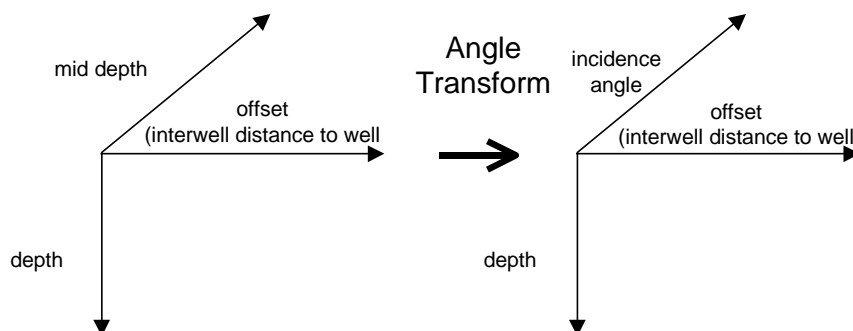 mid depth
offset
(interwell distance to well
depth
Angle
Transform
incidence
angle
offset
(interwell distance to well
depth